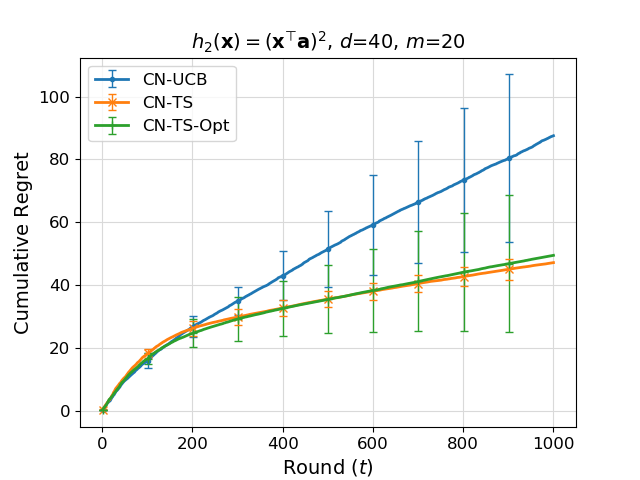 h₂(x) = (x⊤a)², d=40, m=20
CN-UCB
CN-TS
CN-TS-Opt
Cumulative Regret
100
80
60
40
20
0
0 200 400 600 800 1000
Round (t)